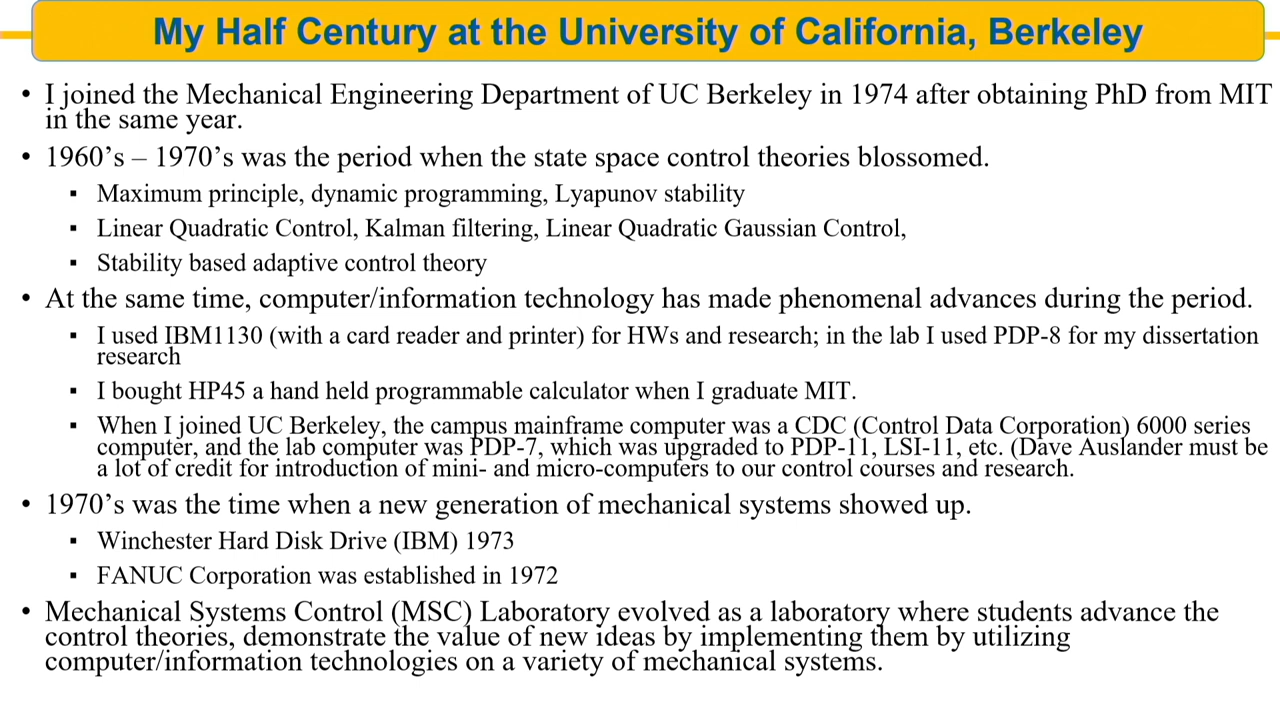 My Half Century at the University of California, Berkeley
• I joined the Mechanical Engineering Department of UC Berkeley in 1974 after obtaining PhD from MIT
in the same year.
• 1960’s – 1970’s was the period when the state space control theories blossomed.
▪ Maximum principle, dynamic programming, Lyapunov stability
▪ Linear Quadratic Control, Kalman filtering, Linear Quadratic Gaussian Control,
▪ Stability based adaptive control theory
• At the same time, computer/information technology has made phenomenal advances during the period.
▪ I used IBM1130 (with a card reader and printer) for HWs and research; in the lab I used PDP-8 for my dissertation
research
▪ I bought HP45 a hand held programmable calculator when I graduate MIT.
▪ When I joined UC Berkeley, the campus mainframe computer was a CDC (Control Data Corporation) 6000 series
computer, and the lab computer was PDP-7, which was upgraded to PDP-11, LSI-11, etc. (Dave Auslander must be
a lot of credit for introduction of mini- and micro-computers to our control courses and research.
• 1970’s was the time when a new generation of mechanical systems showed up.
▪ Winchester Hard Disk Drive (IBM) 1973
▪ FANUC Corporation was established in 1972
• Mechanical Systems Control (MSC) Laboratory evolved as a laboratory where students advance the
control theories, demonstrate the value of new ideas by implementing them by utilizing
computer/information technologies on a variety of mechanical systems.